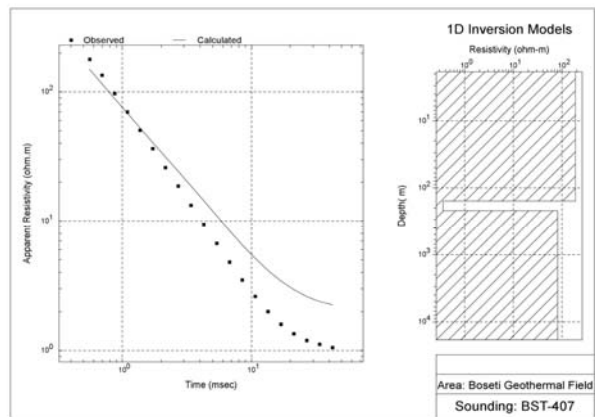 Observed
Calculated
10²
10¹
10⁰
Apparent Resistivity (ohm.m)
10⁰
10¹
Time (msec)
1D Inversion Models
Resistivity (ohm-m)
10⁰
10¹
10²
10¹
10²
10³
10⁴
Depth( m)
Area: Boseti Geothermal Field
Sounding: BST-407